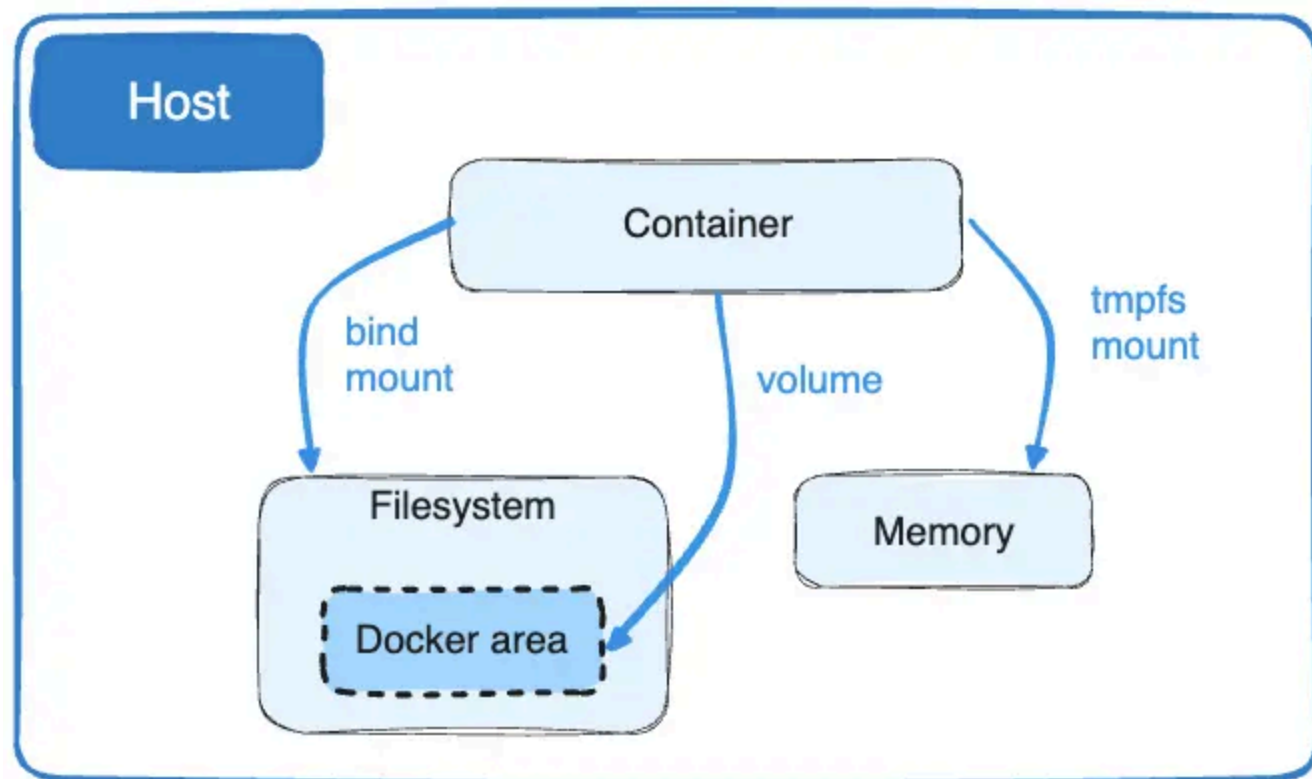 Host
Container
bind
mount
volume
tmpfs
mount
Filesystem
Docker area
Memory